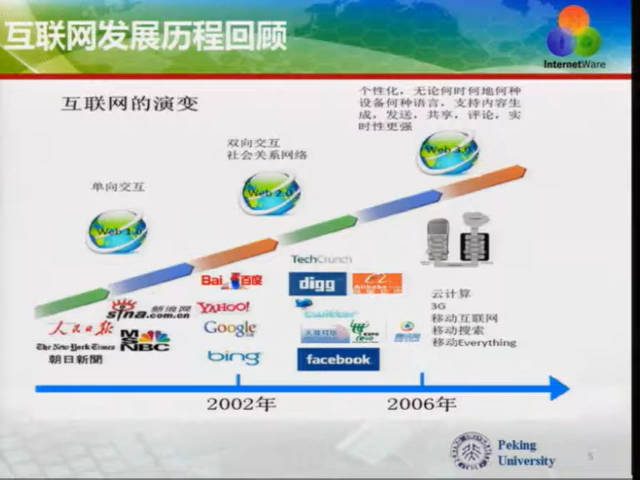 互联网发展历程回顾
InternetWare
互联网的演变
个性化，无论何时何地何种
设备何种语言，支持内容生
成，发送，共享，评论，实
时性更强
双向交互
社会关系网络
单向交互
Web 1.0
Web 2.0
TechCrunch
Bai 百度
digg
Alibaba
sina 新浪网
.com.cn
YAHOO!
twitter
人民日报
MSNBC
Google
The New York Times
朝日新聞
bing
facebook
云计算
3G
移动互联网
移动搜索
移动Everything
2002年
2006年
Peking
University
5